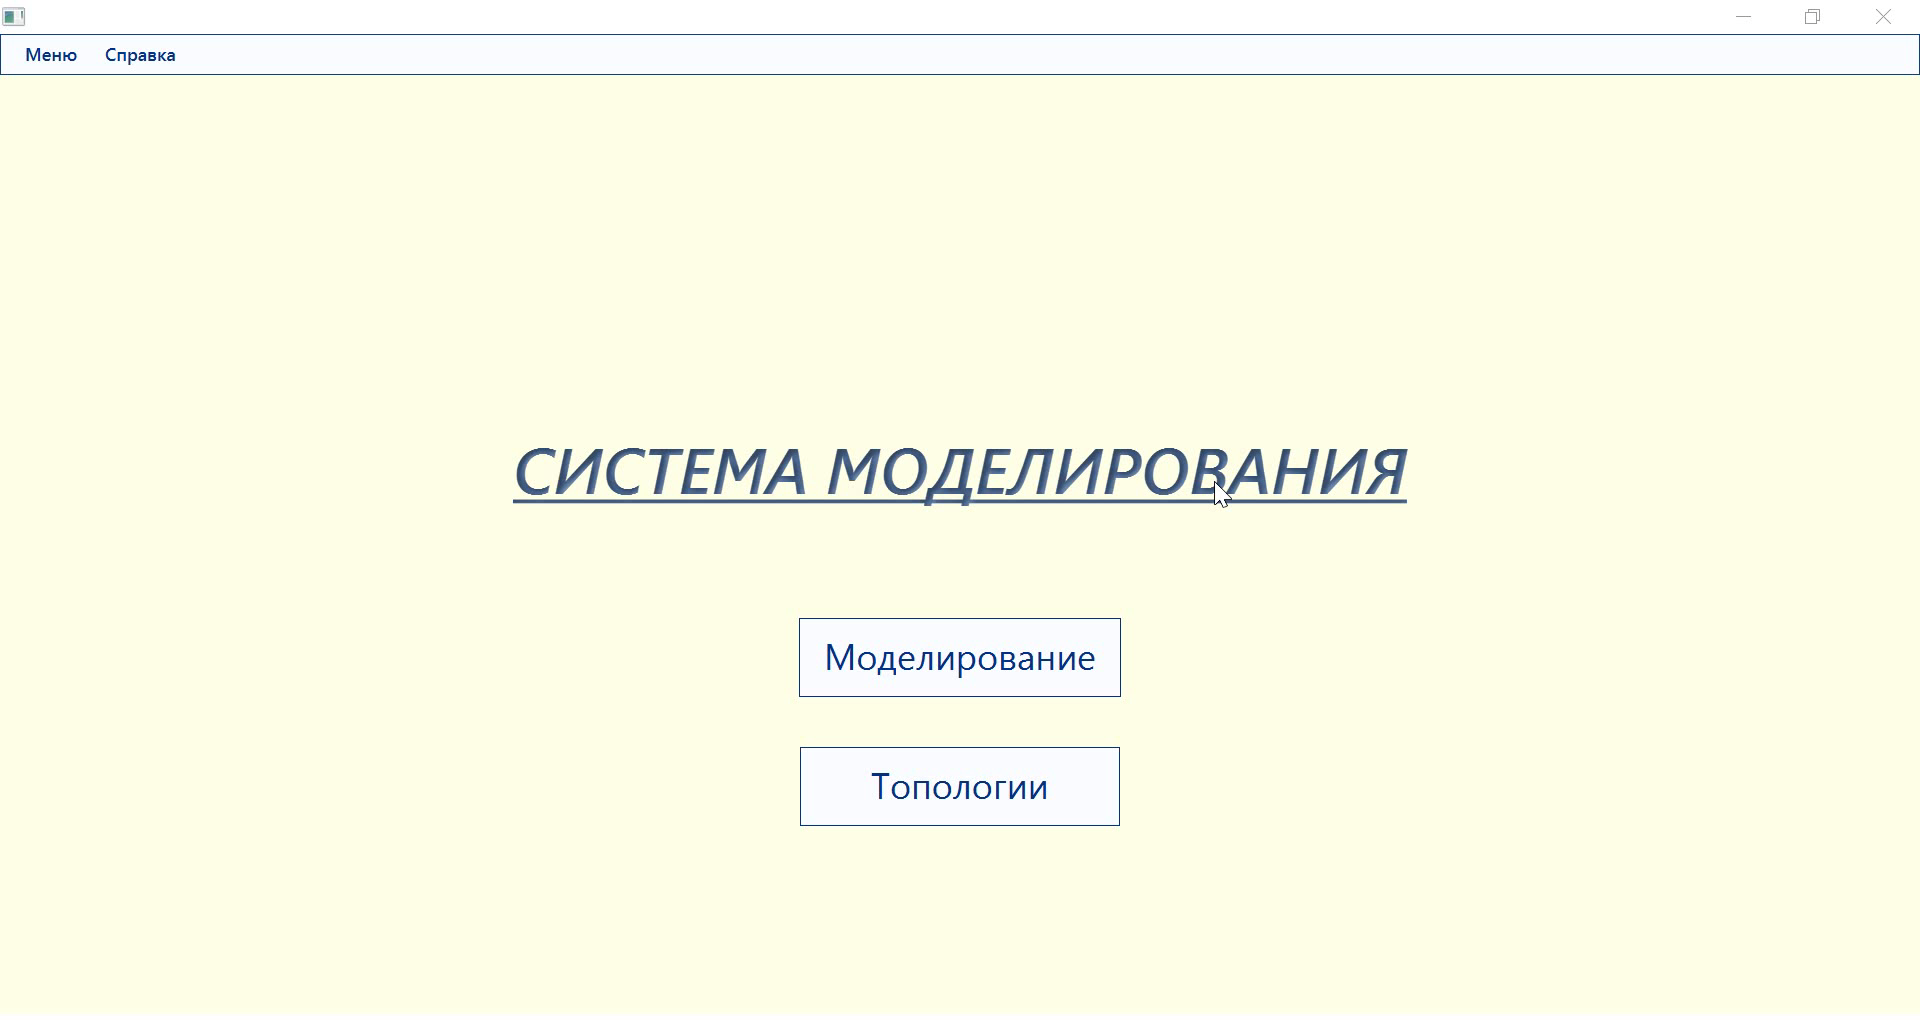 Меню Справка
СИСТЕМА МОДЕЛИРОВАНИЯ
Моделирование
Топологии